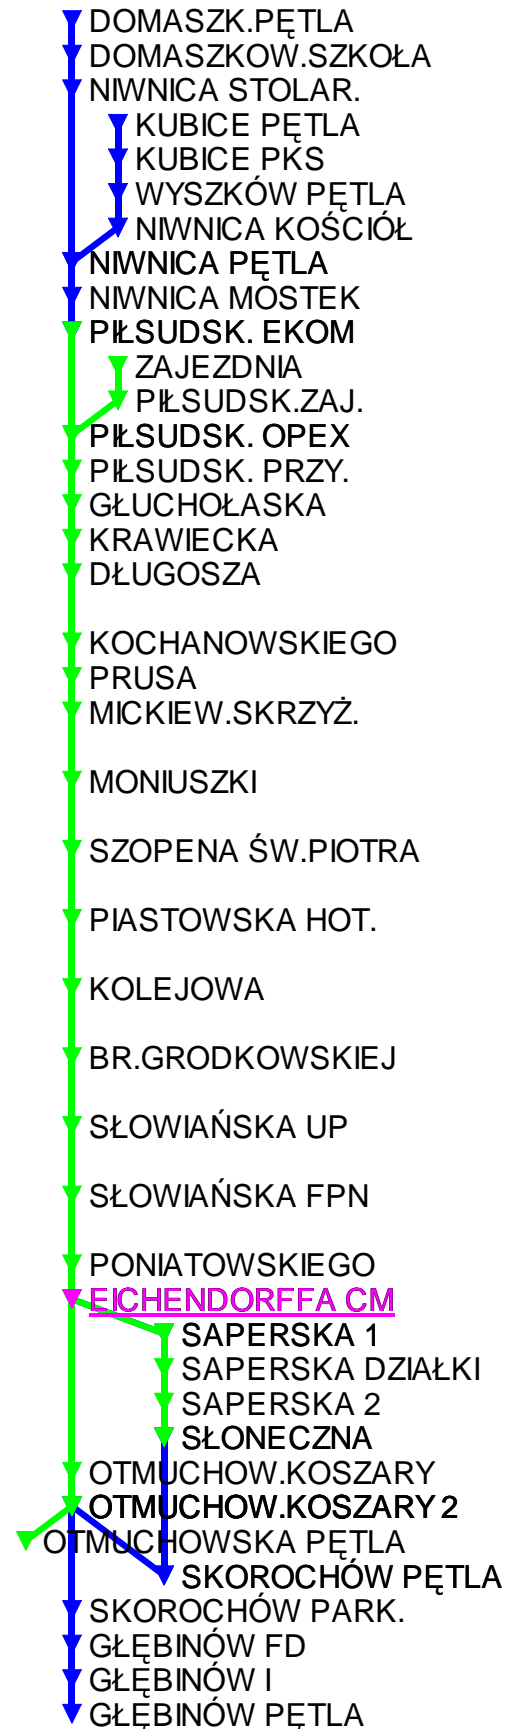 DOMASZK.PĘTLA
DOMASZKOW.SZKOŁA
NIWNICA STOLAR.
KUBICE PĘTLA
KUBICE PKS
WYSZKÓW PĘTLA
NIWNICA KOŚCIÓŁ
NIWNICA PĘTLA
NIWNICA MOSTEK
PIŁSUDSK. EKOM
ZAJEZDNIA
PIŁSUDSK.ZAJ.
PIŁSUDSK. OPEX
PIŁSUDSK. PRZY.
GŁUCHOŁASKA
KRAWIECKA
DŁUGOSZA
KOCHANOWSKIEGO
PRUSA
MICKIEW.SKRZYŻ.
MONIUSZKI
SZOPENA ŚW.PIOTRA
PIASTOWSKA HOT.
KOLEJOWA
BR.GRODKOWSKIEJ
SŁOWIAŃSKA UP
SŁOWIAŃSKA FPN
PONIATOWSKIEGO
EICHENDORFFA CM
SAPERSKA 1
SAPERSKA DZIAŁKI
SAPERSKA 2
SŁONECZNA
OTMUCHOW.KOSZARY
OTMUCHOW.KOSZARY 2
OTMUCHOWSKA PĘTLA
SKOROCHÓW PĘTLA
SKOROCHÓW PARK.
GŁĘBINÓW FD
GŁĘBINÓW I
GŁĘBINÓW PĘTLA